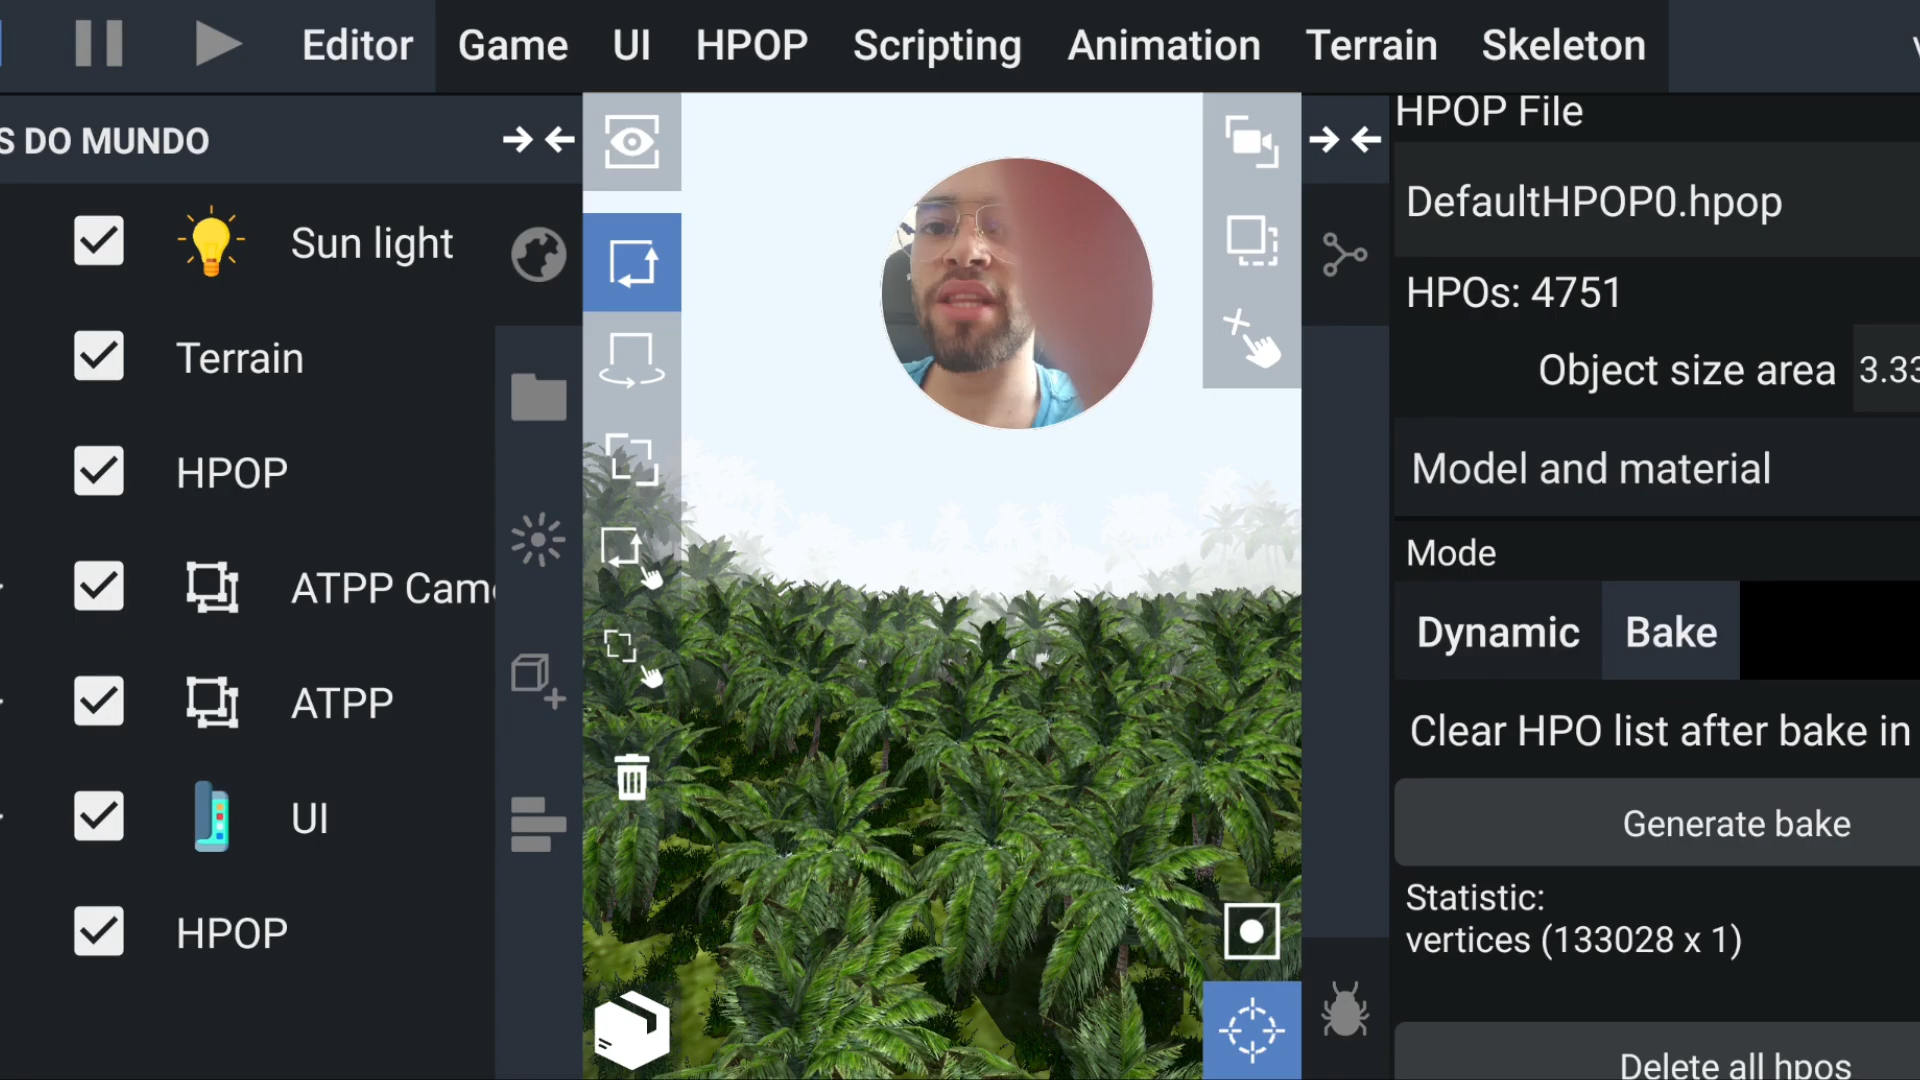 Editor Game UI HPOP Scripting Animation Terrain Skeleton
S DO MUNDO
Sun light
Terrain
HPOP
ATPP Cam
ATPP
UI
HPOP
HPOP File
DefaultHPOP0.hpop
HPOs: 4751
Object size area 3.33
Model and material
Mode
Dynamic Bake
Clear HPO list after bake in
Generate bake
Statistic:
vertices (133028 x 1)
Delete all hpos